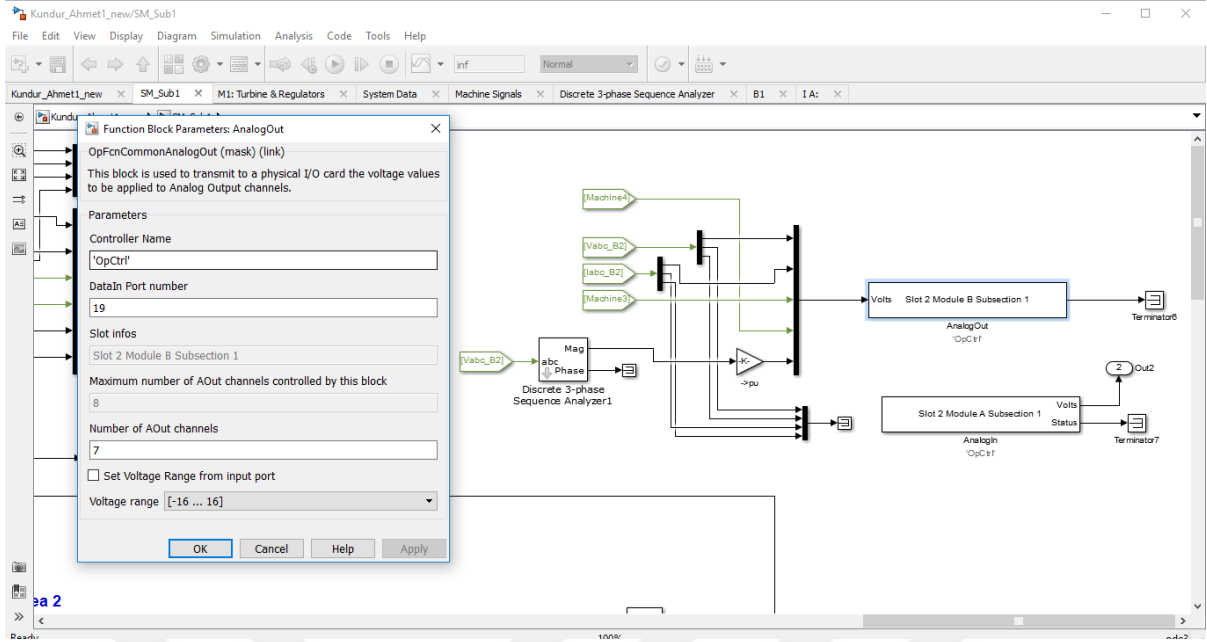 Kundur_Ahmet1_new/SM_Sub1
File Edit View Display Diagram Simulation Analysis Code Tools Help
inf
Normal
Kundur_Ahmet1_new SM_Sub1 M1: Turbine & Regulators System Data Machine Signals Discrete 3-phase Sequence Analyzer B1 I A:
Function Block Parameters: AnalogOut
OpFcnCommonAnalogOut (mask) (link)
This block is used to transmit to a physical I/O card the voltage values
to be applied to Analog Output channels.
Parameters
Controller Name
'OpCtrl'
DataIn Port number
19
Slot infos
Slot 2 Module B Subsection 1
Maximum number of AOut channels controlled by this block
8
Number of AOut channels
7
Set Voltage Range from input port
Voltage range [-16 ... 16]
OK Cancel Help Apply
[Machine4]
[Vabc_B2]
[Iabc_B2]
[Machine3]
[Vabc_B2]
abc
Mag
Phase
Discrete 3-phase
Sequence Analyzer1
-K-
->pu
Volts Slot 2 Module B Subsection 1
AnalogOut
'OpCtrl'
Terminator6
2
Out2
Slot 2 Module A Subsection 1
Volts
Status
AnalogIn
'OpCtrl'
Terminator7
ea 2
Ready
100%